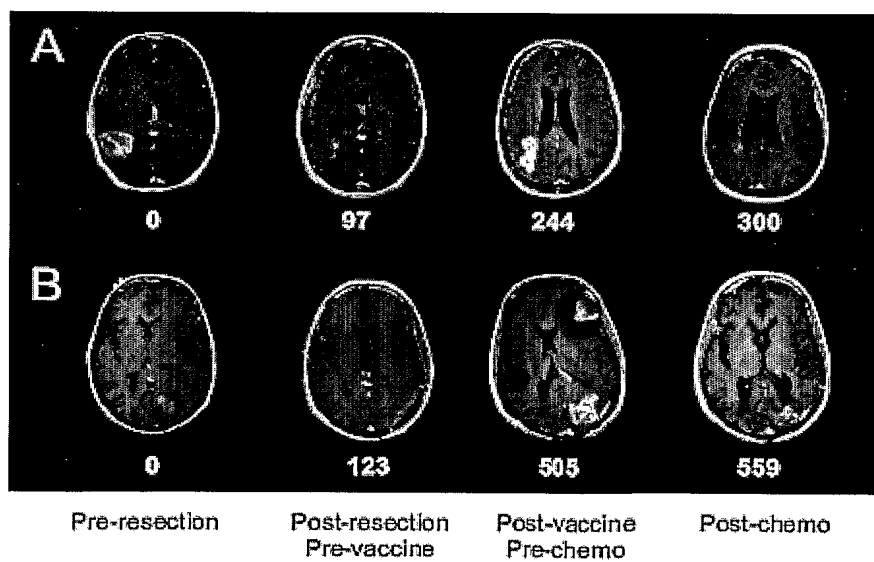 A
0 97 244 300
B
0 123 505 559
Pre-resection Post-resection Post-vaccine Post-chemo
Pre-vaccine Pre-chemo